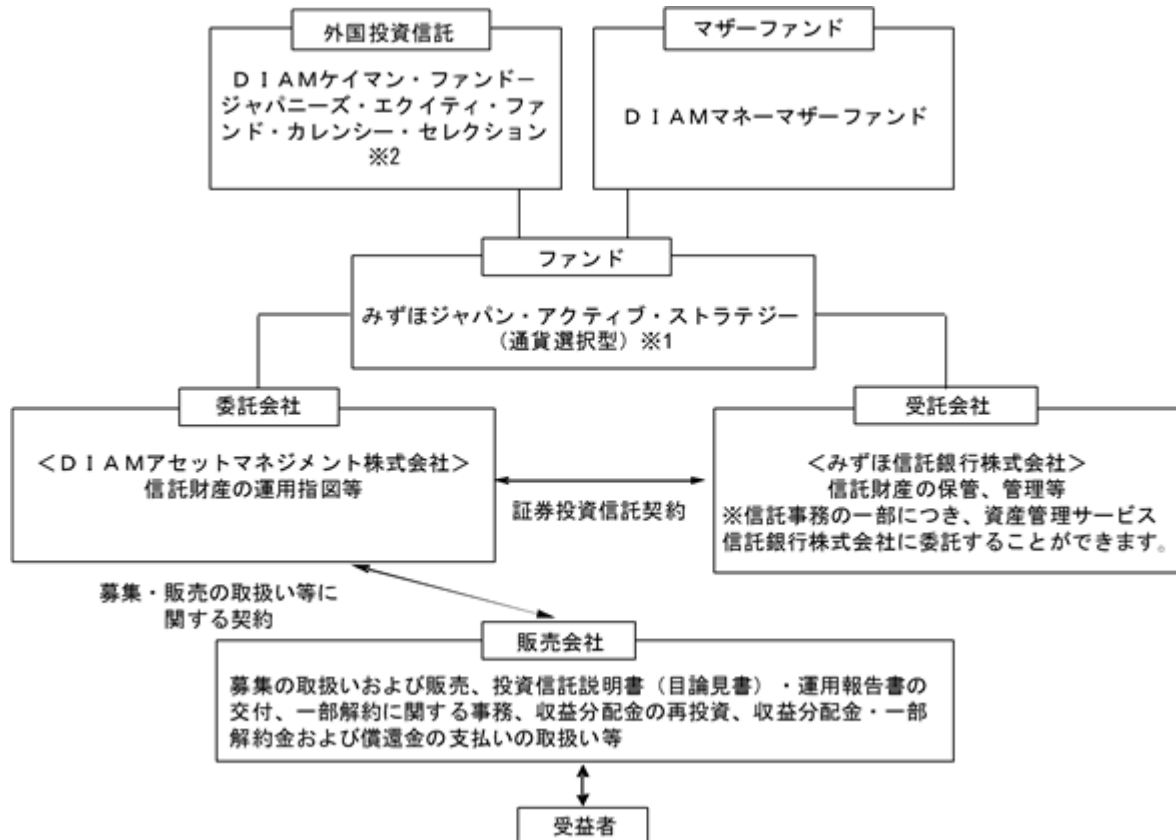 外国投資信託
DIAMケイマン・ファンドー
ジャパニーズ・エクイティ・ファ
ンド・カレンシー・セレクション
※2
マザーファンド
DIAMマネーマザーファンド
ファンド
みずほジャパン・アクティブ・ストラテジー
(通貨選択型)※1
委託会社
<DIAMアセットマネジメント株式会社>
信託財産の運用指図等
証券投資信託契約
受託会社
<みずほ信託銀行株式会社>
信託財産の保管、管理等
※信託事務の一部につき、資産管理サービス
信託銀行株式会社に委託することができます。
募集・販売の取扱い等に
関する契約
販売会社
募集の取扱いおよび販売、投資信託説明書(目論見書)・運用報告書の
交付、一部解約に関する事務、収益分配金の再投資、収益分配金・一部
解約金および償還金の支払いの取扱い等
受益者